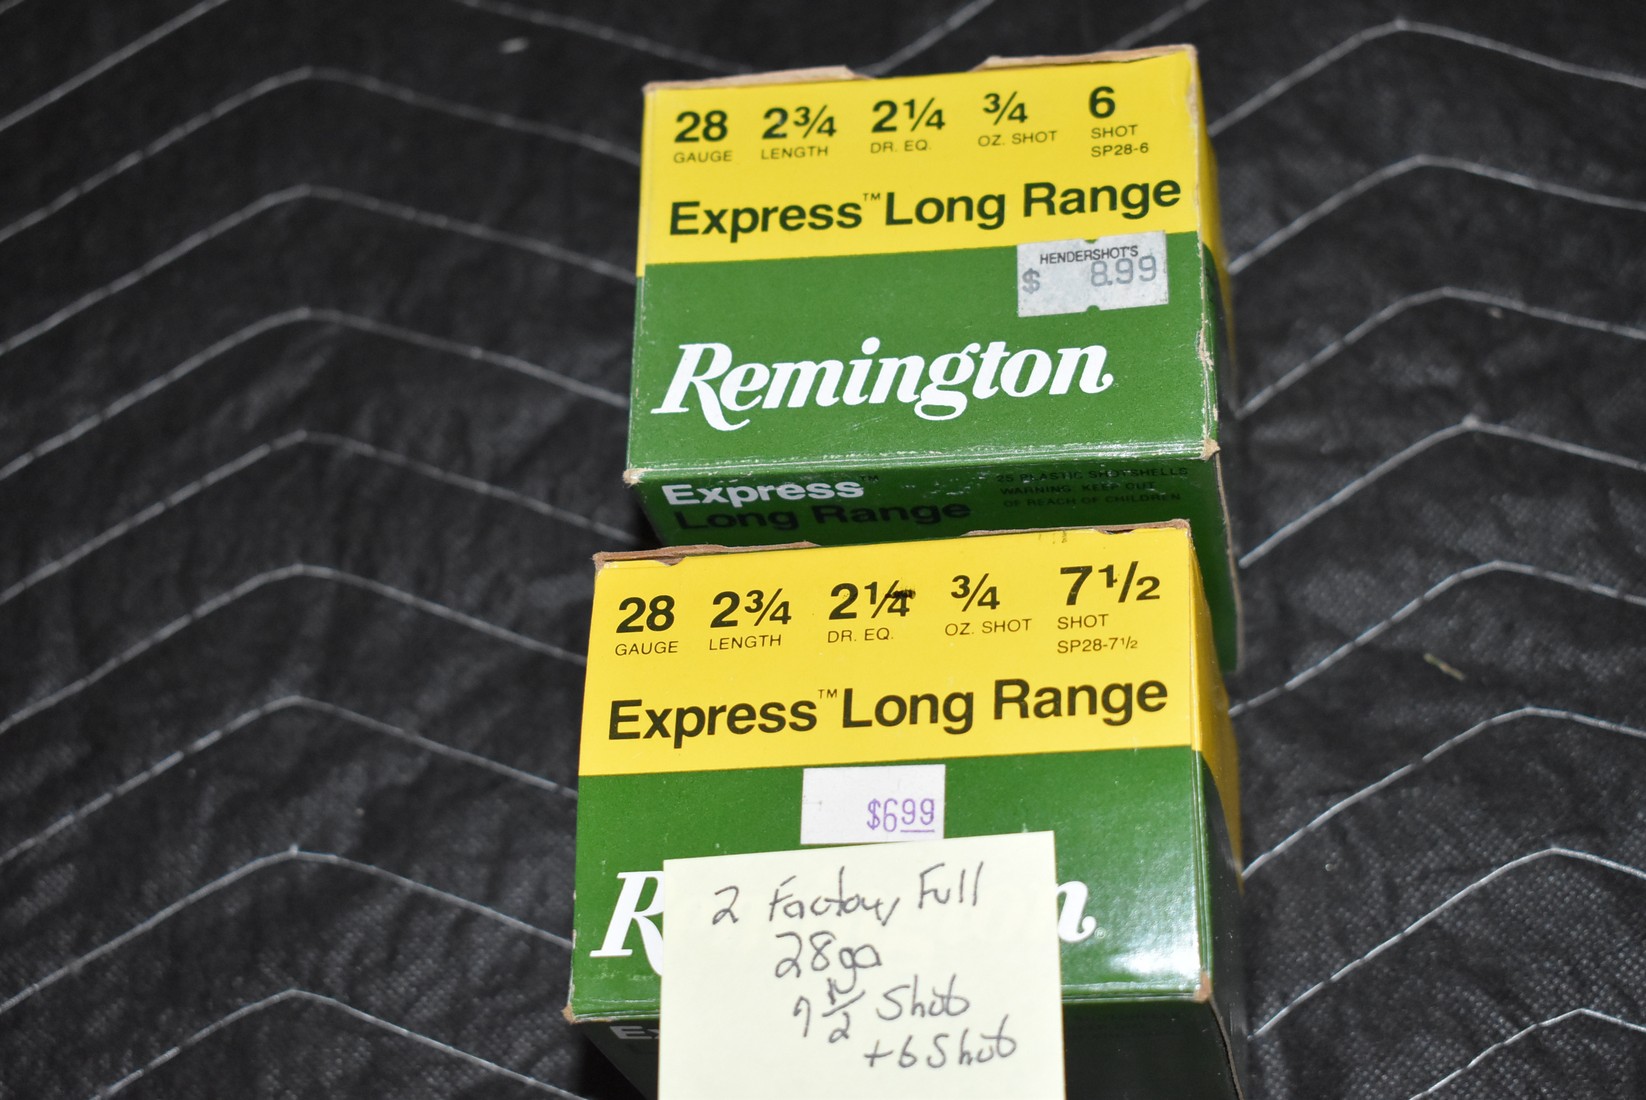 28 2¾ 2¼ ¾ 6
GAUGE LENGTH DR. EQ. OZ. SHOT SHOT
SP28-6
Express™ Long Range
HENDERSHOT'S
$ 8.99
Remington
Express™ 25 PLASTIC SHOTSHELLS
Long Range WARNING: KEEP OUT
OF REACH OF CHILDREN
28 2¾ 2¼ ¾ 7½
GAUGE LENGTH DR. EQ. OZ. SHOT SHOT
SP28-7½
Express™ Long Range
$6.99
2 Factory Full
28ga
7½ Shot
+ 6 Shot